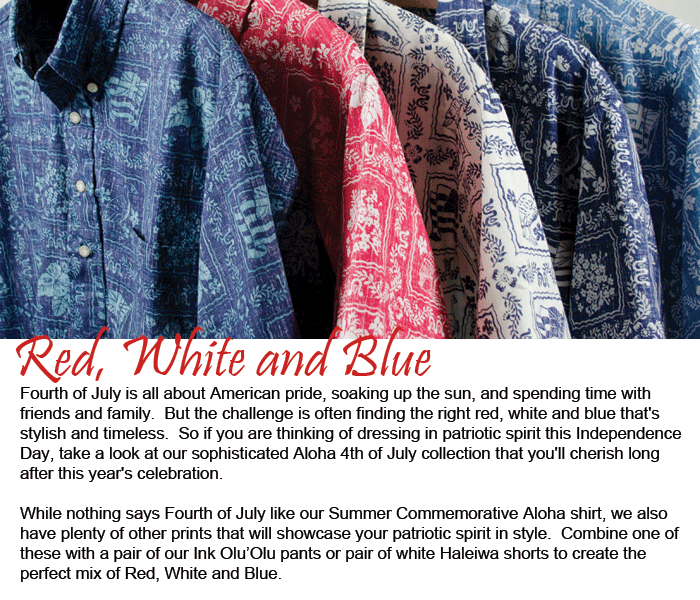 Red, White and Blue
Fourth of July is all about American pride, soaking up the sun, and spending time with
friends and family.  But the challenge is often finding the right red, white and blue that's
stylish and timeless.  So if you are thinking of dressing in patriotic spirit this Independence
Day, take a look at our sophisticated Aloha 4th of July collection that you'll cherish long
after this year's celebration.

While nothing says Fourth of July like our Summer Commemorative Aloha shirt, we also
have plenty of other prints that will showcase your patriotic spirit in style.  Combine one of
these with a pair of our Ink Olu’Olu pants or pair of white Haleiwa shorts to create the
perfect mix of Red, White and Blue.